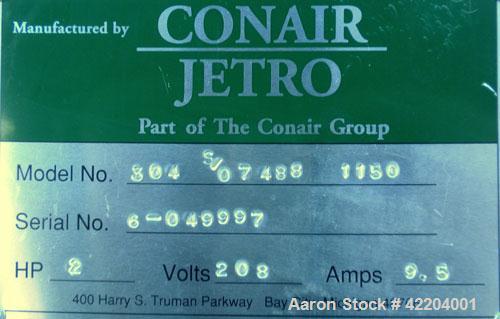 Manufactured by CONAIR
JETRO
Part of The Conair Group
Model No. 304 S/O 7488 1150
Serial No. 6-049997
HP 2 Volts 208 Amps 9.5
400 Harry S. Truman Parkway Bay
Aaron Stock # 42204001